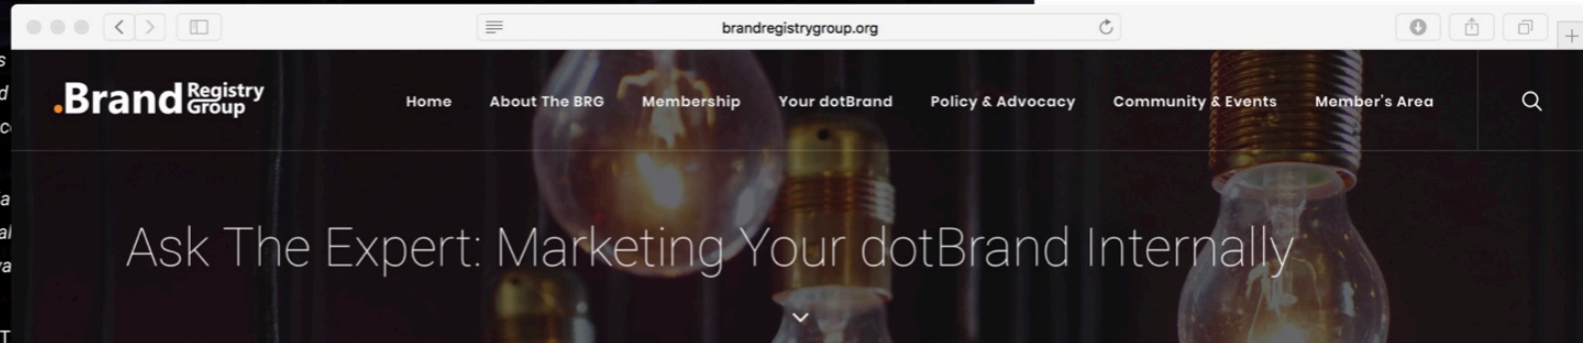 brandregistrygroup.org
.Brand Registry Group
Home About The BRG Membership Your dotBrand Policy & Advocacy Community & Events Member's Area
Ask The Expert: Marketing Your dotBrand Internally